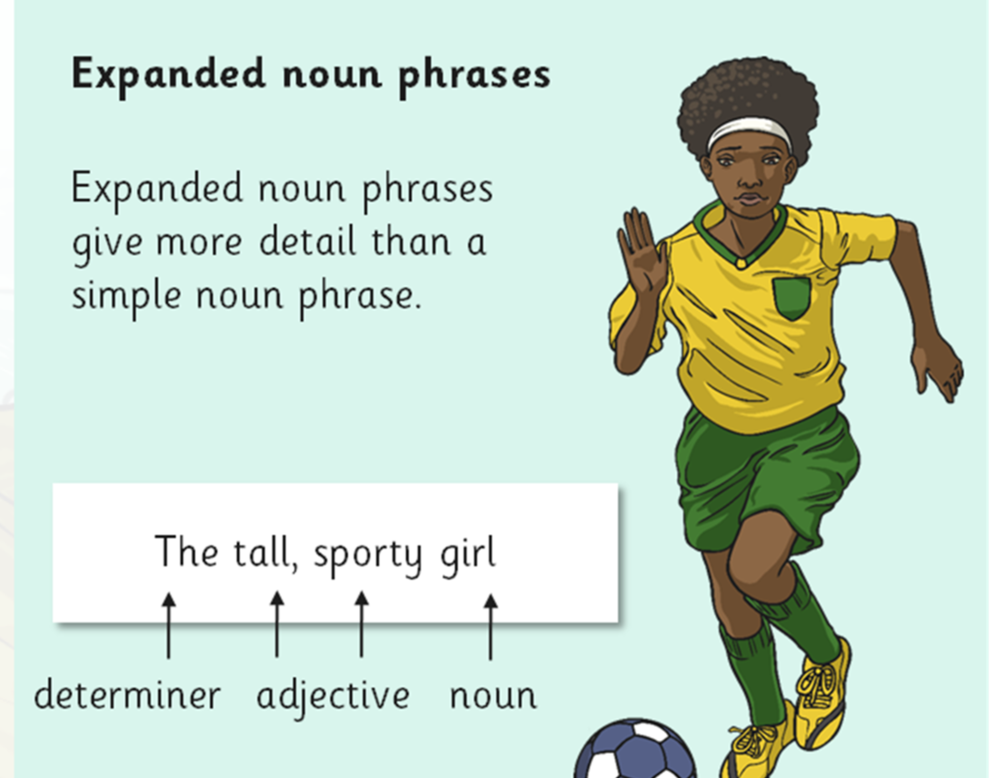 Expanded noun phrases
Expanded noun phrases
give more detail than a
simple noun phrase.
The tall, sporty girl
determiner adjective noun